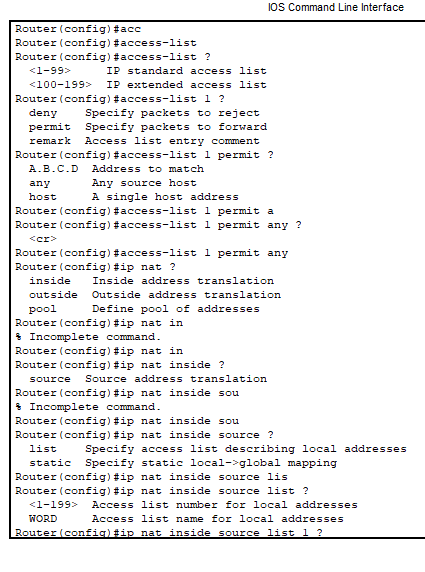 IOS Command Line Interface
Router(config)#acc
Router(config)#access-list
Router(config)#access-list ?
  <1-99>     IP standard access list
  <100-199>  IP extended access list
Router(config)#access-list 1 ?
  deny    Specify packets to reject
  permit  Specify packets to forward
  remark  Access list entry comment
Router(config)#access-list 1 permit ?
  A.B.C.D  Address to match
  any      Any source host
  host     A single host address
Router(config)#access-list 1 permit a
Router(config)#access-list 1 permit any ?
  <cr>
Router(config)#access-list 1 permit any
Router(config)#ip nat ?
  inside   Inside address translation
  outside  Outside address translation
  pool     Define pool of addresses
Router(config)#ip nat in
% Incomplete command.
Router(config)#ip nat in
Router(config)#ip nat inside ?
  source  Source address translation
Router(config)#ip nat inside sou
% Incomplete command.
Router(config)#ip nat inside sou
Router(config)#ip nat inside source ?
  list    Specify access list describing local addresses
  static  Specify static local->global mapping
Router(config)#ip nat inside source lis
Router(config)#ip nat inside source list ?
  <1-199>  Access list number for local addresses
  WORD     Access list name for local addresses
Router(config)#ip nat inside source list 1 ?